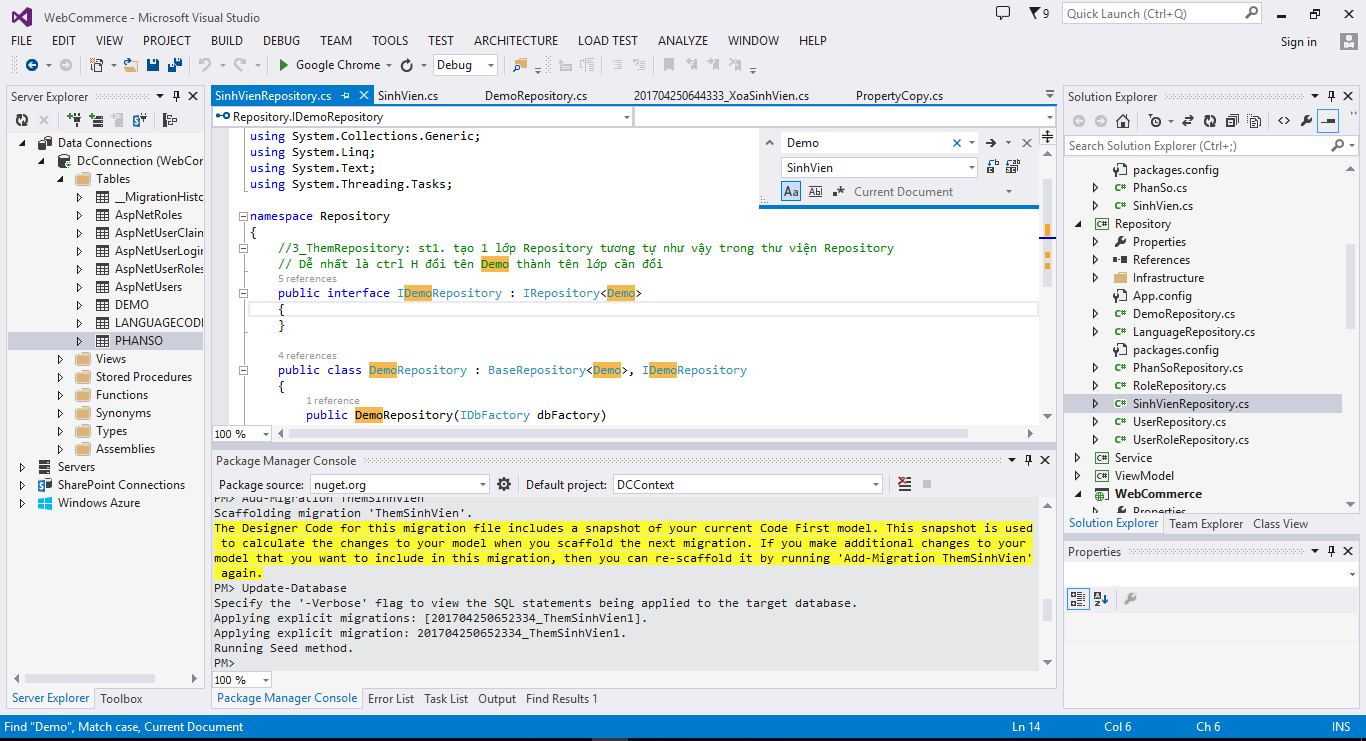 WebCommerce - Microsoft Visual Studio
9
Quick Launch (Ctrl+Q)
FILE EDIT VIEW PROJECT BUILD DEBUG TEAM TOOLS TEST ARCHITECTURE LOAD TEST ANALYZE WINDOW HELP
Sign in
Google Chrome
Debug
Server Explorer
Data Connections
DcConnection (WebCor
Tables
__MigrationHisto
AspNetRoles
AspNetUserClain
AspNetUserLogin
AspNetUserRoles
AspNetUsers
DEMO
LANGUAGECODE
PHANSO
Views
Stored Procedures
Functions
Synonyms
Types
Assemblies
Servers
SharePoint Connections
Windows Azure
Server Explorer Toolbox
SinhVienRepository.cs SinhVien.cs DemoRepository.cs 201704250644333_XoaSinhVien.cs PropertyCopy.cs
Repository.IDemoRepository
using System.Collections.Generic;
using System.Linq;
using System.Text;
using System.Threading.Tasks;
namespace Repository
{
//3_ThemRepository: st1. tạo 1 lớp Repository tương tự như vậy trong thư viện Repository
// Dễ nhất là ctrl H đổi tên Demo thành tên lớp cần đổi
5 references
public interface IDemoRepository : IRepository<Demo>
{
}
4 references
public class DemoRepository : BaseRepository<Demo>, IDemoRepository
{
1 reference
public DemoRepository(IDbFactory dbFactory)
100 %
Demo
SinhVien
Aa Ab Current Document
Package Manager Console
Package source: nuget.org Default project: DCContext
PM> Add-Migration ThemSinhVien
Scaffolding migration 'ThemSinhVien'.
The Designer Code for this migration file includes a snapshot of your current Code First model. This snapshot is used
to calculate the changes to your model when you scaffold the next migration. If you make additional changes to your
model that you want to include in this migration, then you can re-scaffold it by running 'Add-Migration ThemSinhVien'
again.
PM> Update-Database
Specify the '-Verbose' flag to view the SQL statements being applied to the target database.
Applying explicit migrations: [201704250652334_ThemSinhVien1].
Applying explicit migration: 201704250652334_ThemSinhVien1.
Running Seed method.
PM>
100 %
Package Manager Console Error List Task List Output Find Results 1
Solution Explorer
Search Solution Explorer (Ctrl+;)
packages.config
PhanSo.cs
SinhVien.cs
Repository
Properties
References
Infrastructure
App.config
DemoRepository.cs
LanguageRepository.cs
packages.config
PhanSoRepository.cs
RoleRepository.cs
SinhVienRepository.cs
UserRepository.cs
UserRoleRepository.cs
Service
ViewModel
WebCommerce
Properties
Solution Explorer Team Explorer Class View
Properties
Find "Demo", Match case, Current Document
Ln 14 Col 6 Ch 6 INS